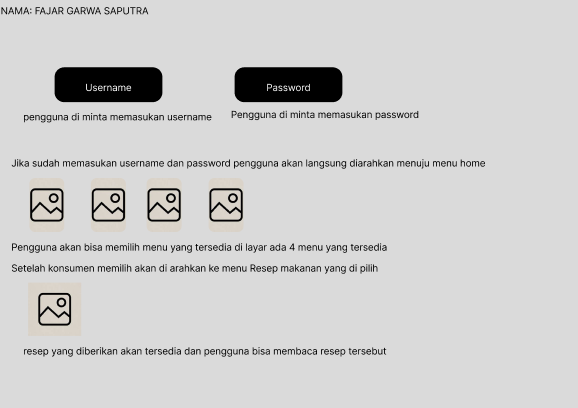 NAMA: FAJAR GARWA SAPUTRA
Username
Password
pengguna di minta memasukan username
Pengguna di minta memasukan password
Jika sudah memasukan username dan password pengguna akan langsung diarahkan menuju menu home
Pengguna akan bisa memilih menu yang tersedia di layar ada 4 menu yang tersedia
Setelah konsumen memilih akan di arahkan ke menu Resep makanan yang di pilih
resep yang diberikan akan tersedia dan pengguna bisa membaca resep tersebut